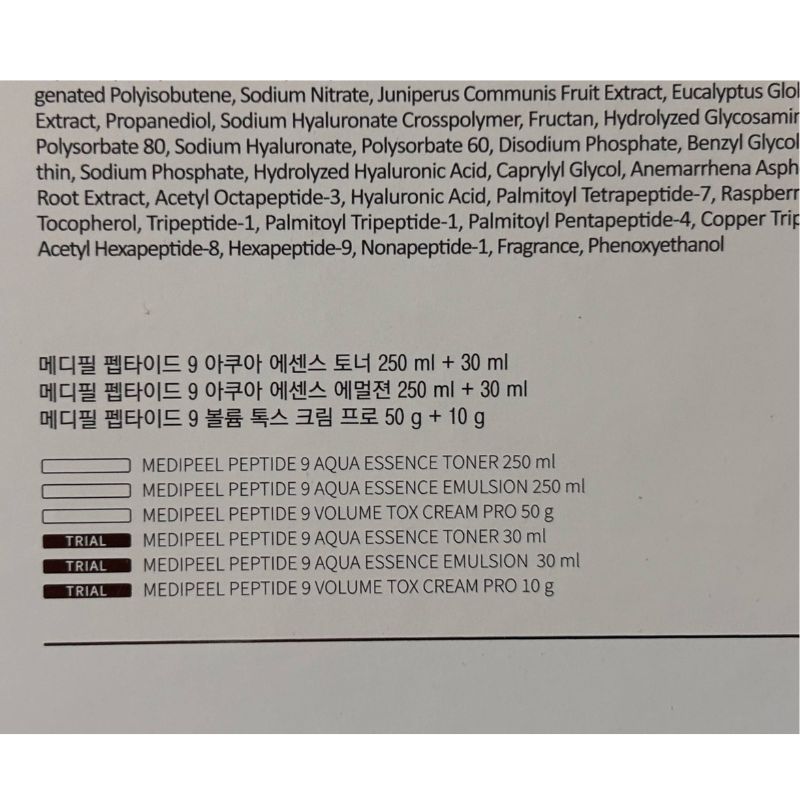 genated Polyisobutene, Sodium Nitrate, Juniperus Communis Fruit Extract, Eucalyptus
Extract, Propanediol, Sodium Hyaluronate Crosspolymer, Fructan, Hydrolyzed
Polysorbate 80, Sodium Hyaluronate, Polysorbate 60, Disodium Phosphate, Benzyl Glycol
thin, Sodium Phosphate, Hydrolyzed Hyaluronic Acid, Caprylyl Glycol, Anemarrhena
Root Extract, Acetyl Octapeptide-3, Hyaluronic Acid, Palmitoyl Tetrapeptide-7,
Tocopherol, Tripeptide-1, Palmitoyl Tripeptide-1, Palmitoyl Pentapeptide-4, Copper
Acetyl Hexapeptide-8, Hexapeptide-9, Nonapeptide-1, Fragrance, Phenoxyethanol
메디필 펩타이드 9 아쿠아 에센스 토너 250 ml + 30 ml
메디필 펩타이드 9 아쿠아 에센스 에멀젼 250 ml + 30 ml
메디필 펩타이드 9 볼륨 톡스 크림 프로 50 g + 10 g
MEDIPEEL PEPTIDE 9 AQUA ESSENCE TONER 250 ml
MEDIPEEL PEPTIDE 9 AQUA ESSENCE EMULSION 250 ml
MEDIPEEL PEPTIDE 9 VOLUME TOX CREAM PRO 50 g
TRIAL MEDIPEEL PEPTIDE 9 AQUA ESSENCE TONER 30 ml
TRIAL MEDIPEEL PEPTIDE 9 AQUA ESSENCE EMULSION 30 ml
TRIAL MEDIPEEL PEPTIDE 9 VOLUME TOX CREAM PRO 10 g